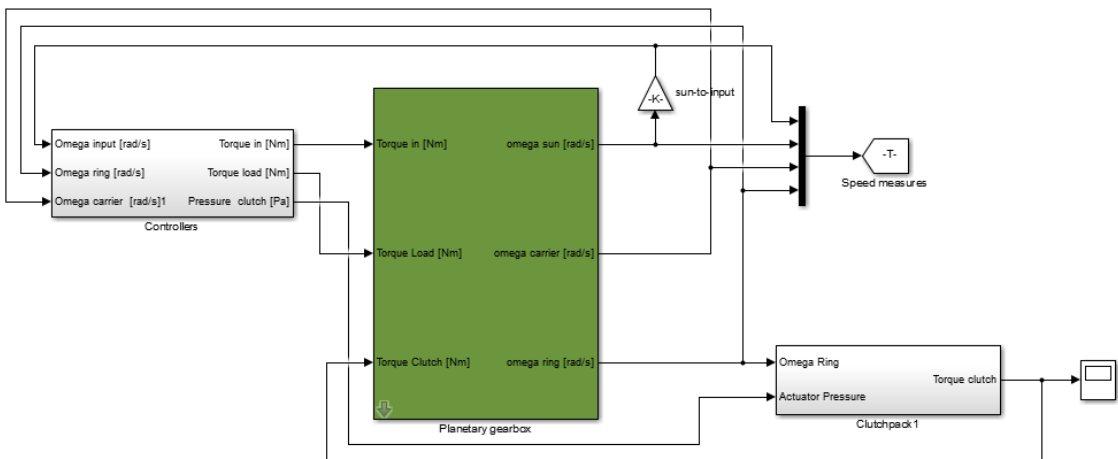 sun-to-input
-K-
Omega input [rad/s]
Torque in [Nm]
Torque in [Nm]
omega sun [rad/s]
-T-
Omega ring [rad/s]
Torque load [Nm]
Speed measures
Omega carrier [rad/s]1
Pressure clutch [Pa]
Controllers
Torque Load [Nm]
omega carrier [rad/s]
Torque Clutch [Nm]
omega ring [rad/s]
Omega Ring
Torque clutch
Actuator Pressure
Planetary gearbox
Clutchpack1